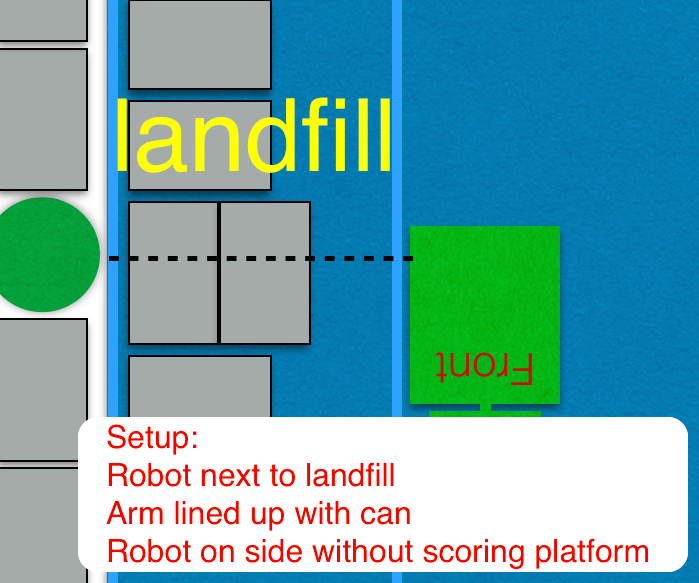 landfill
Front
Setup:
Robot next to landfill
Arm lined up with can
Robot on side without scoring platform